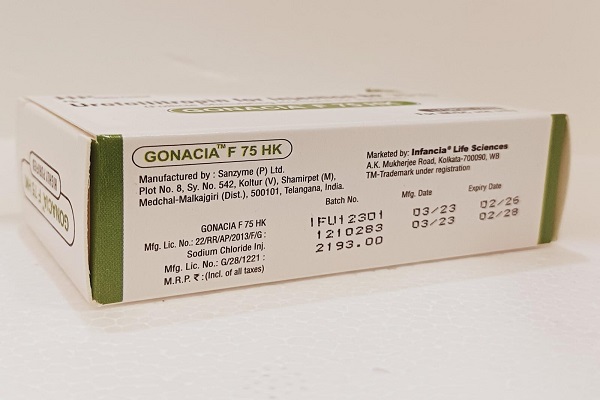 Urofollitropin for Injection BP
GONACIA F 75 HK
GONACIA™ F 75 HK
Manufactured by : Sanzyme (P) Ltd.
Plot No. 8, Sy. No. 542, Koltur (V), Shamirpet (M),
Medchal-Malkajgiri (Dist.), 500101, Telangana, India.
Marketed by: Infancia® Life Sciences
A.K. Mukherjee Road, Kolkata-700090, WB
TM-Trademark under registration
Batch No. Mfg. Date Expiry Date
GONACIA F 75 HK
Mfg. Lic. No.: 22/RR/AP/2013/F/G : 1FU12301 03/23 02/26
Sodium Chloride Inj.
Mfg. Lic. No.: G/28/1221 : 1210283 03/23 02/28
M.R.P. ₹ :(Incl. of all taxes) 2193.00
GONACIA F 75 HK